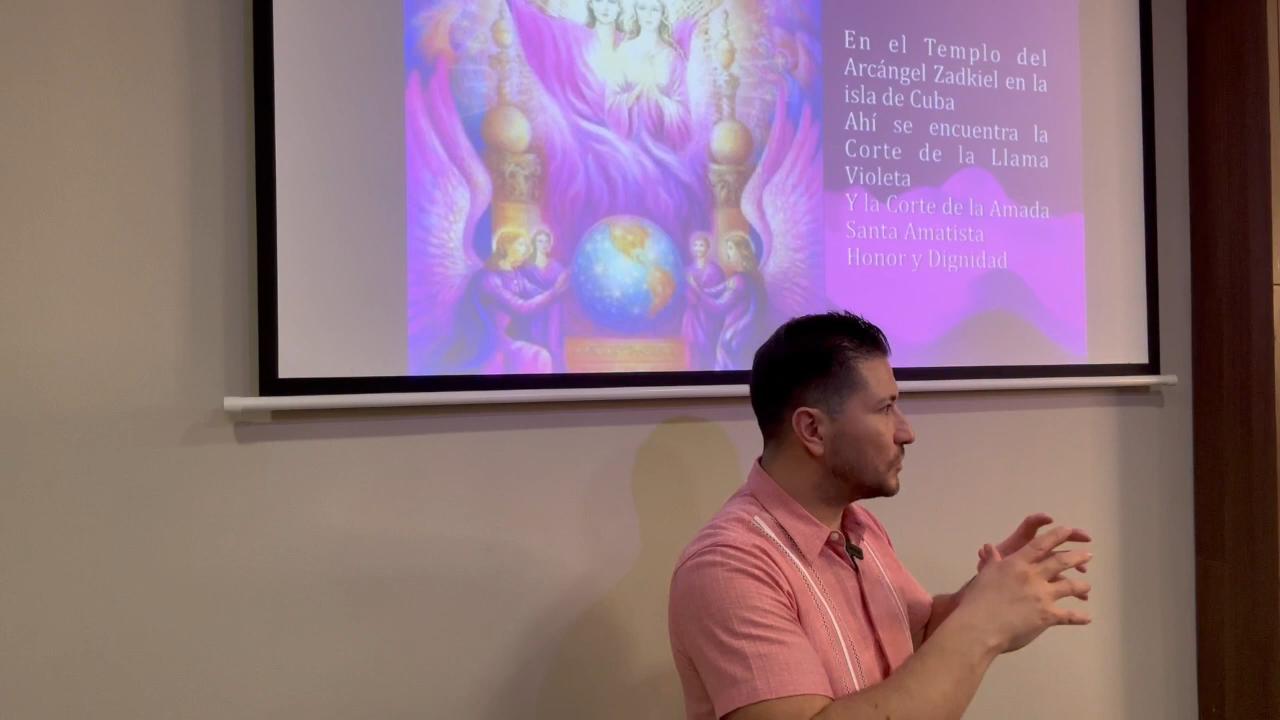 En el Templo del
Arcángel Zadkiel en la
isla de Cuba
Ahí se encuentra la
Corte de la Llama
Violeta
Y la Corte de la Amada
Santa Amatista
Honor y Dignidad